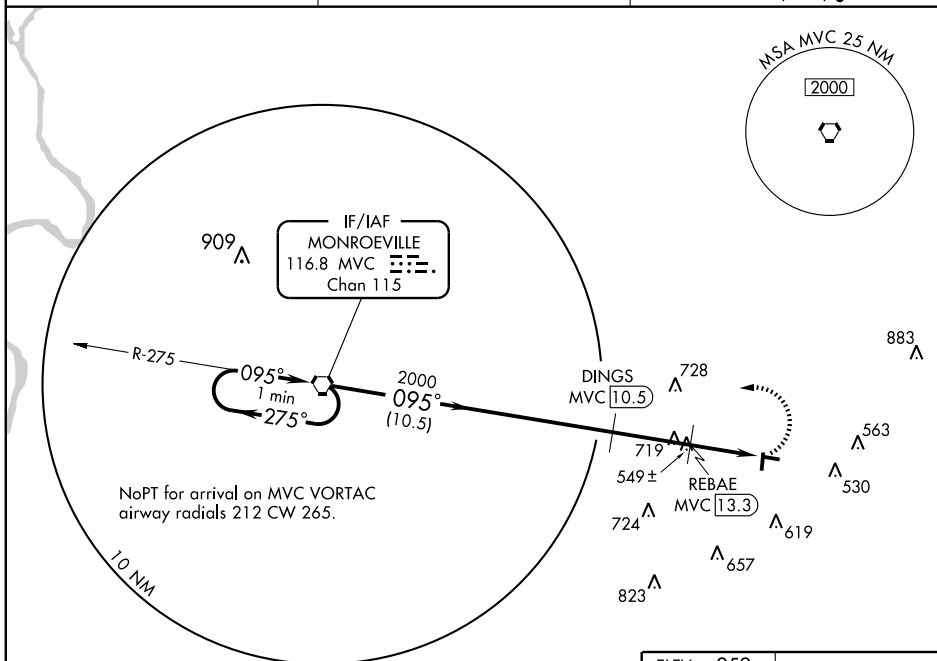 MSA MVC 25 NM
2000
IF/IAF
MONROEVILLE
116.8 MVC
Chan 115
909
R-275
095°
1 min
275°
2000
095°
(10.5)
DINGS
MVC 10.5
728
883
719
549 ±
REBAE
MVC 13.3
563
530
724
619
657
823
NoPT for arrival on MVC VORTAC
airway radials 212 CW 265.
10 NM